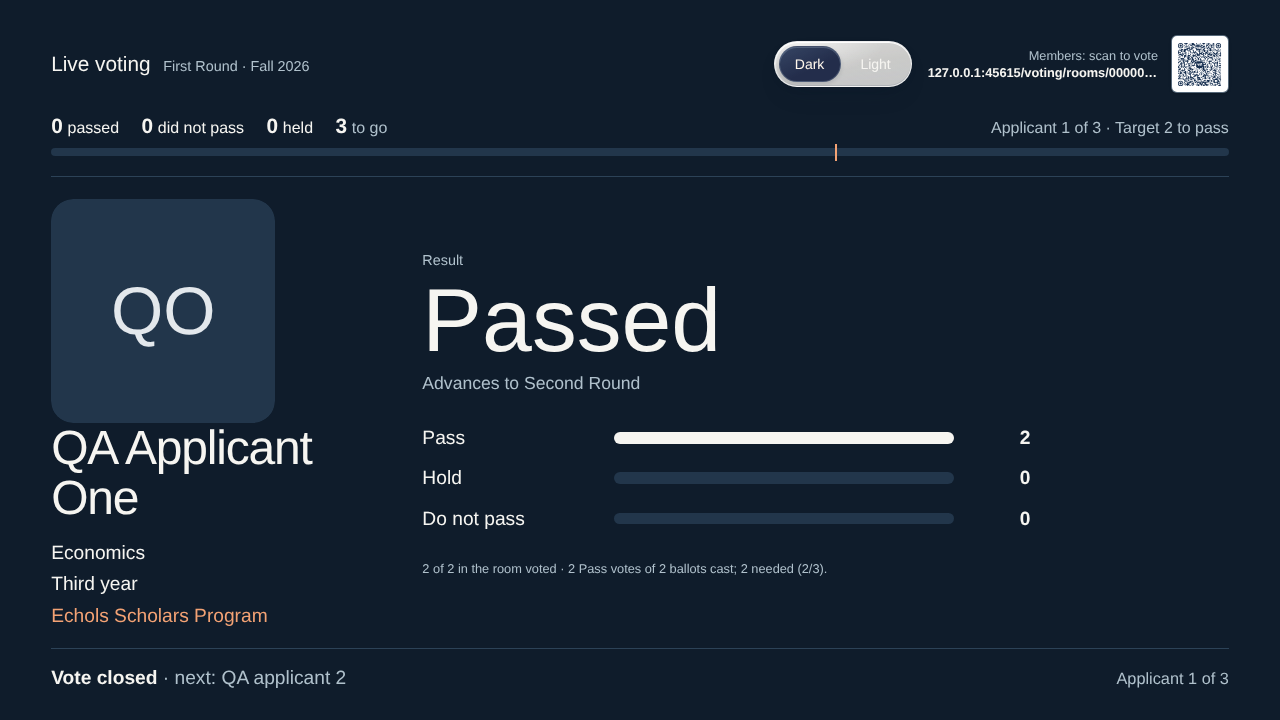 Live voting First Round · Fall 2026
Dark Light
Members: scan to vote
127.0.0.1:45615/voting/rooms/00000…
0 passed 0 did not pass 0 held 3 to go
Applicant 1 of 3 · Target 2 to pass
QO
QA Applicant
One
Economics
Third year
Echols Scholars Program
Result
Passed
Advances to Second Round
Pass 2
Hold 0
Do not pass 0
2 of 2 in the room voted · 2 Pass votes of 2 ballots cast; 2 needed (2/3).
Vote closed · next: QA applicant 2
Applicant 1 of 3